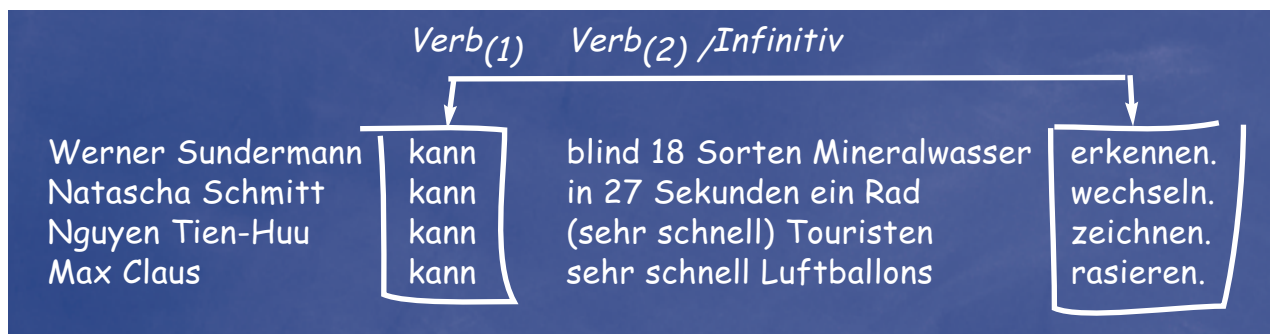 Verb(1) Verb(2) /Infinitiv
Werner Sundermann kann blind 18 Sorten Mineralwasser erkennen.
Natascha Schmitt kann in 27 Sekunden ein Rad wechseln.
Nguyen Tien-Huu kann (sehr schnell) Touristen zeichnen.
Max Claus kann sehr schnell Luftballons rasieren.